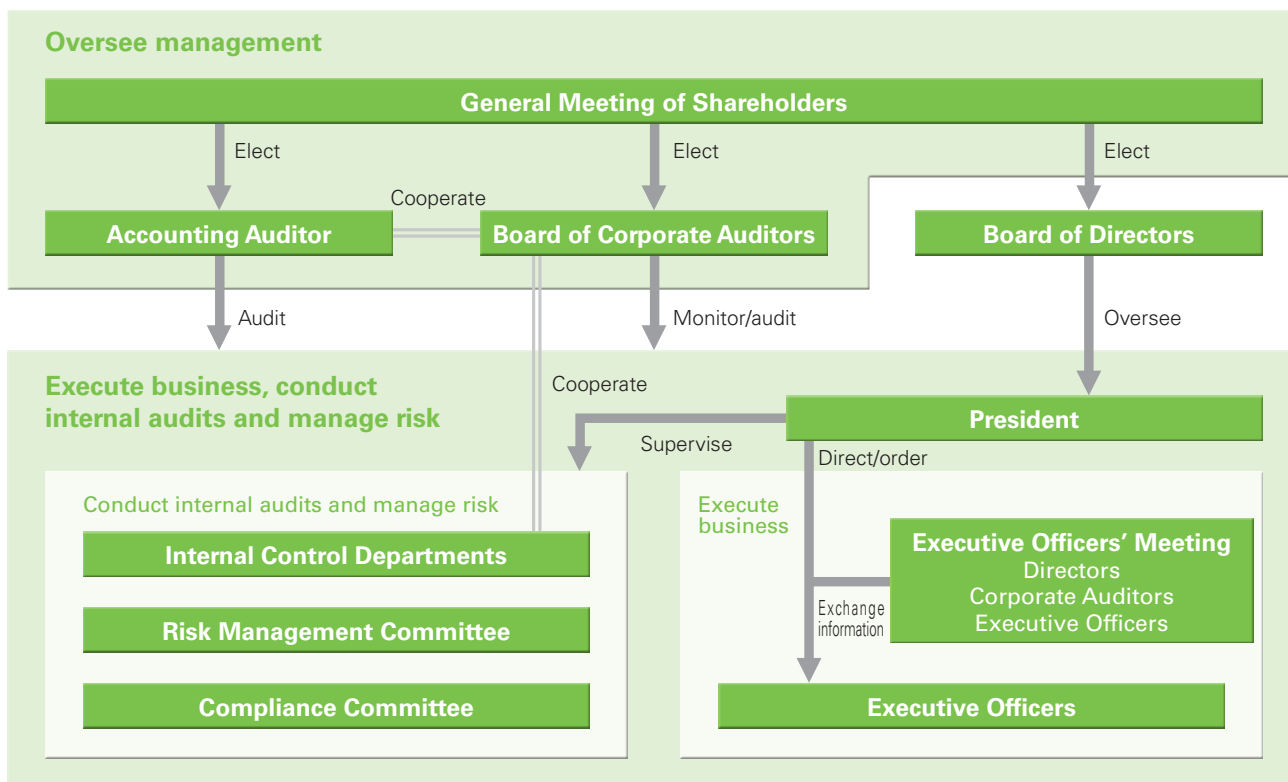 Oversee management
General Meeting of Shareholders
Elect
Elect
Elect
Cooperate
Accounting Auditor
Board of Corporate Auditors
Board of Directors
Audit
Monitor/audit
Oversee
Execute business, conduct
internal audits and manage risk
Cooperate
President
Supervise
Direct/order
Conduct internal audits and manage risk
Internal Control Departments
Risk Management Committee
Compliance Committee
Execute
business
Executive Officers’ Meeting
Directors
Corporate Auditors
Executive Officers
Exchange
information
Executive Officers